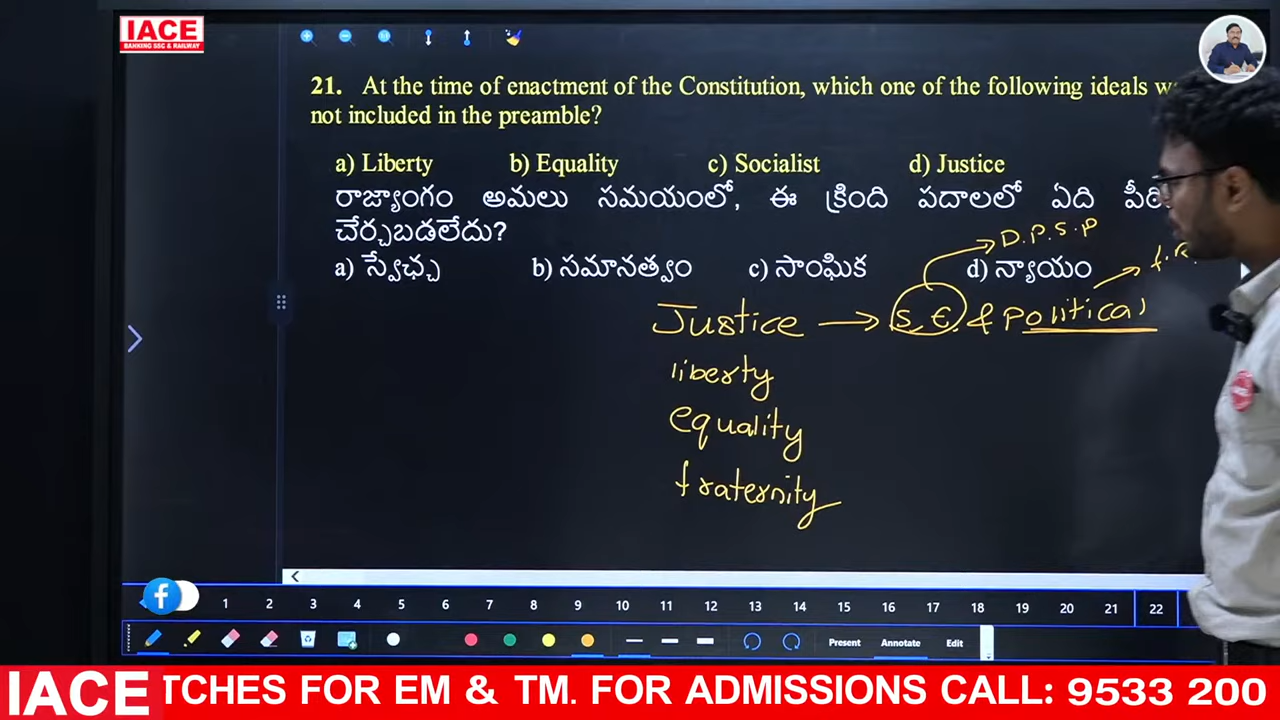 IACE
BANKING SSC & RAILWAY
21. At the time of enactment of the Constitution, which one of the following ideals
not included in the preamble?
a) Liberty b) Equality c) Socialist d) Justice
రాజ్యాంగం అమలు సమయంలో, ఈ క్రింది పదాలలో ఏది
చేర్చబడలేదు?
a) స్వేఛ్చ b) సమానత్వం c) సాంఘిక d) న్యాయం
D.P.S.P
f.R.
Justice → S, E. & Political
liberty
equality
fraternity
1 2 3 4 5 6 7 8 9 10 11 12 13 14 15 16 17 18 19 20 21 22
Present Annotate Edit
IACE TCHES FOR EM & TM. FOR ADMISSIONS CALL: 9533 200